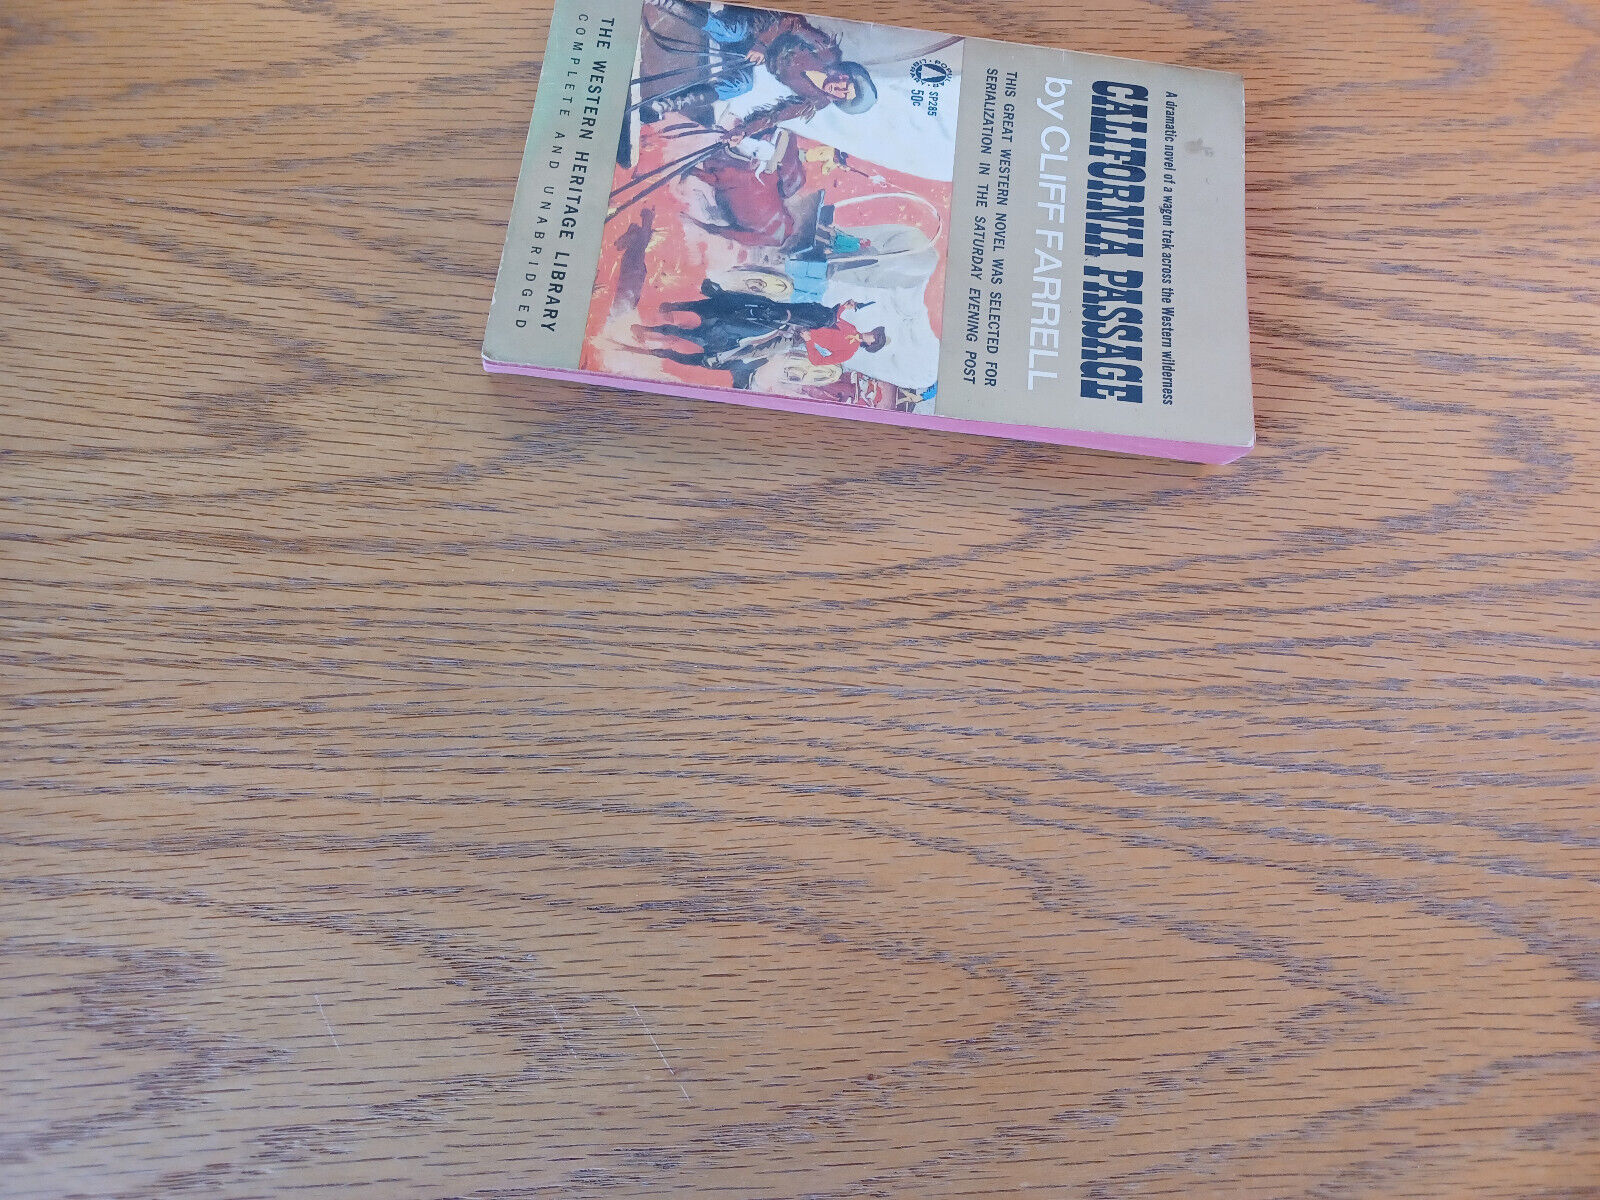 A dramatic novel of a wagon trek across the Western wilderness
CALIFORNIA PASSAGE
by CLIFF FARRELL
THIS GREAT WESTERN NOVEL WAS SELECTED FOR
SERIALIZATION IN THE SATURDAY EVENING POST
SP285
50c
THE WESTERN HERITAGE LIBRARY
COMPLETE AND UNABRIDGED